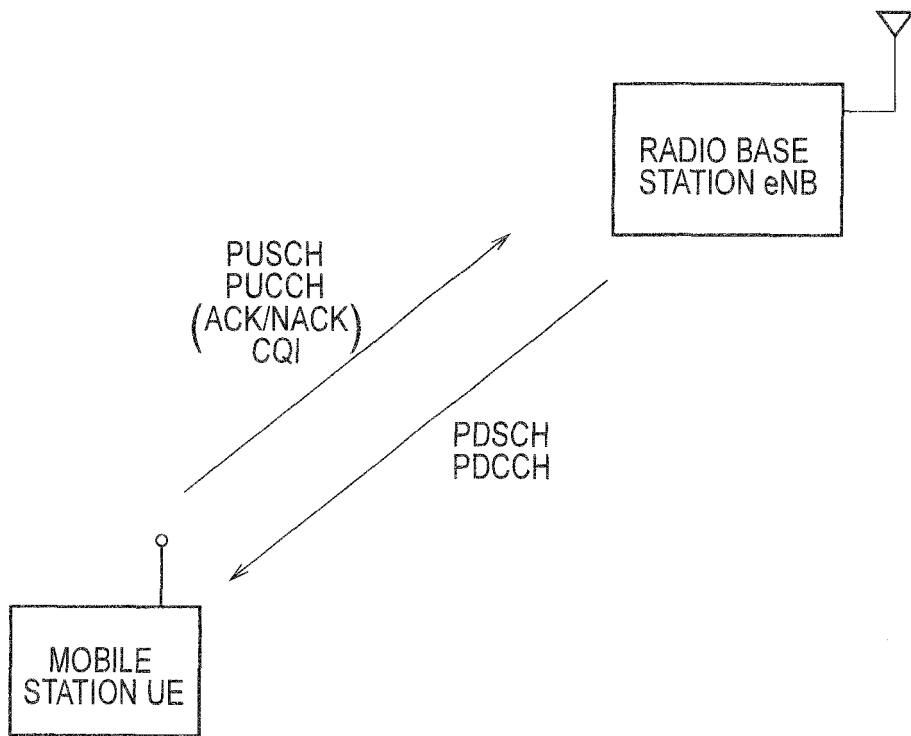 RADIO BASE
STATION eNB
PUSCH
PUCCH
(ACK/NACK)
CQI
PDSCH
PDCCH
MOBILE
STATION UE